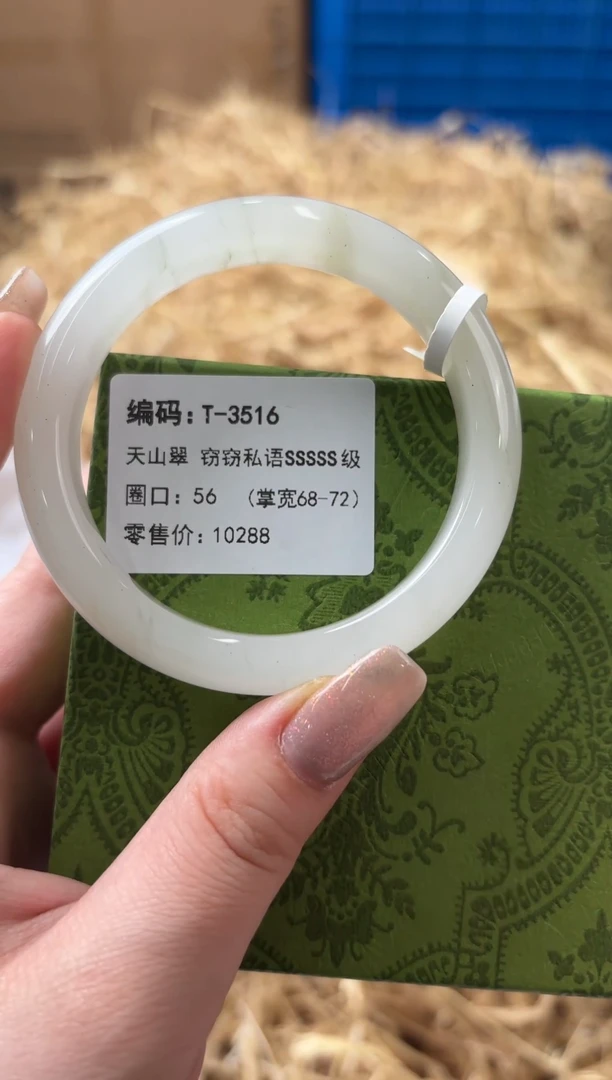 编码：T-3516
天山翠 窃窃私语SSSSS级
圈口：56 （掌宽68-72）
零售价：10288